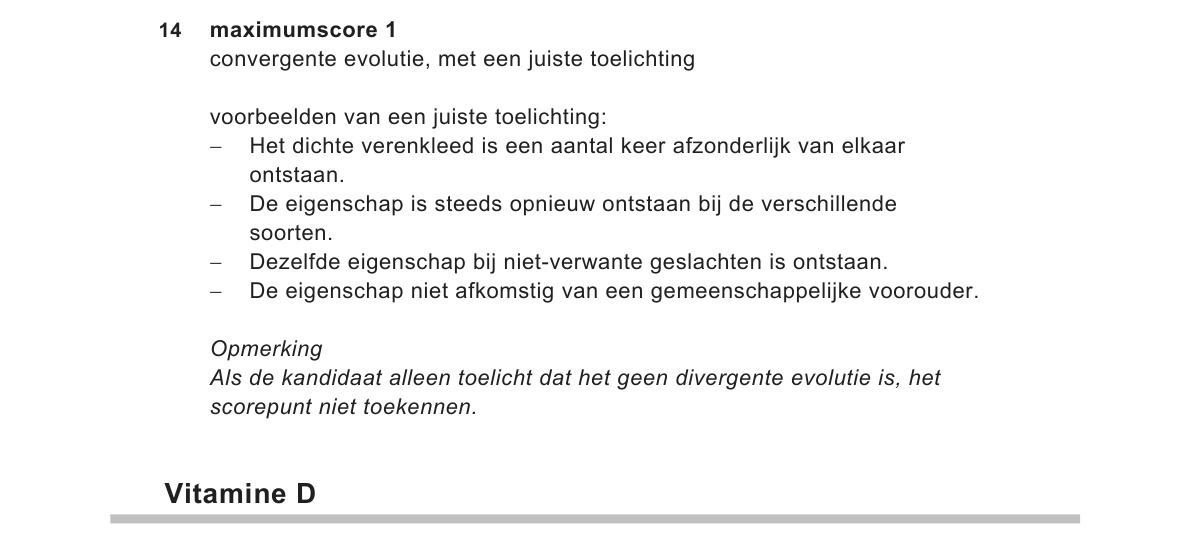 14 maximumscore 1
convergente evolutie, met een juiste toelichting
voorbeelden van een juiste toelichting:
– Het dichte verenkleed is een aantal keer afzonderlijk van elkaar
ontstaan.
– De eigenschap is steeds opnieuw ontstaan bij de verschillende
soorten.
– Dezelfde eigenschap bij niet-verwante geslachten is ontstaan.
– De eigenschap niet afkomstig van een gemeenschappelijke voorouder.
Opmerking
Als de kandidaat alleen toelicht dat het geen divergente evolutie is, het
scorepunt niet toekennen.
Vitamine D